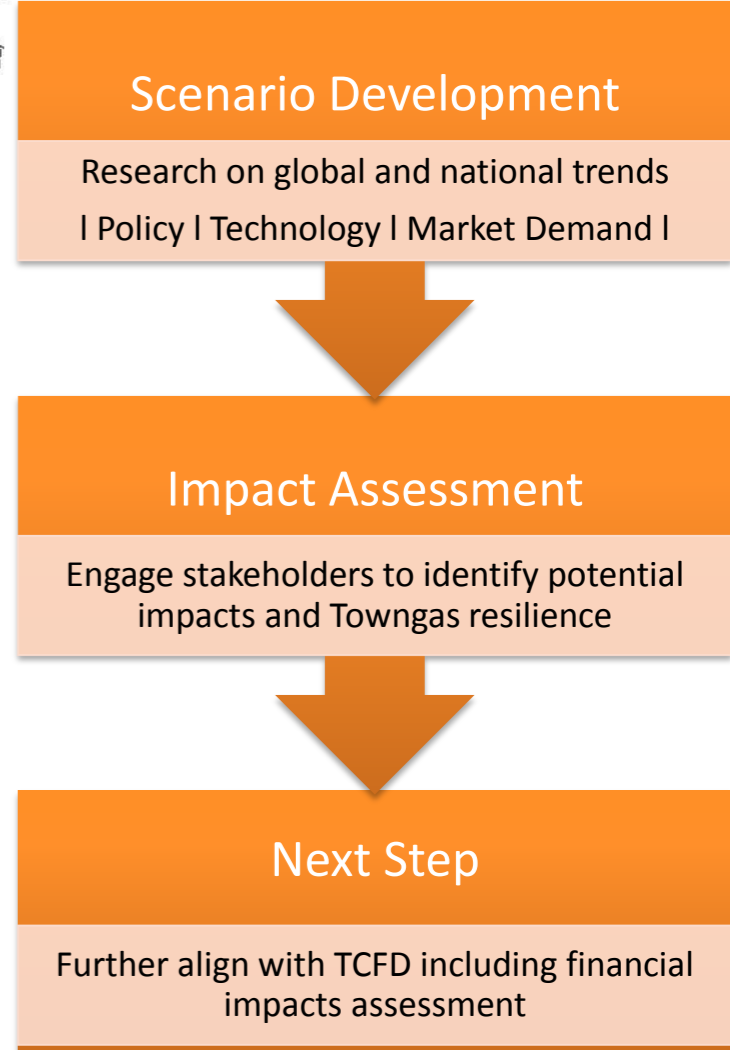 Scenario Development
Research on global and national trends
l Policy l Technology l Market Demand l
Impact Assessment
Engage stakeholders to identify potential
impacts and Towngas resilience
Next Step
Further align with TCFD including financial
impacts assessment